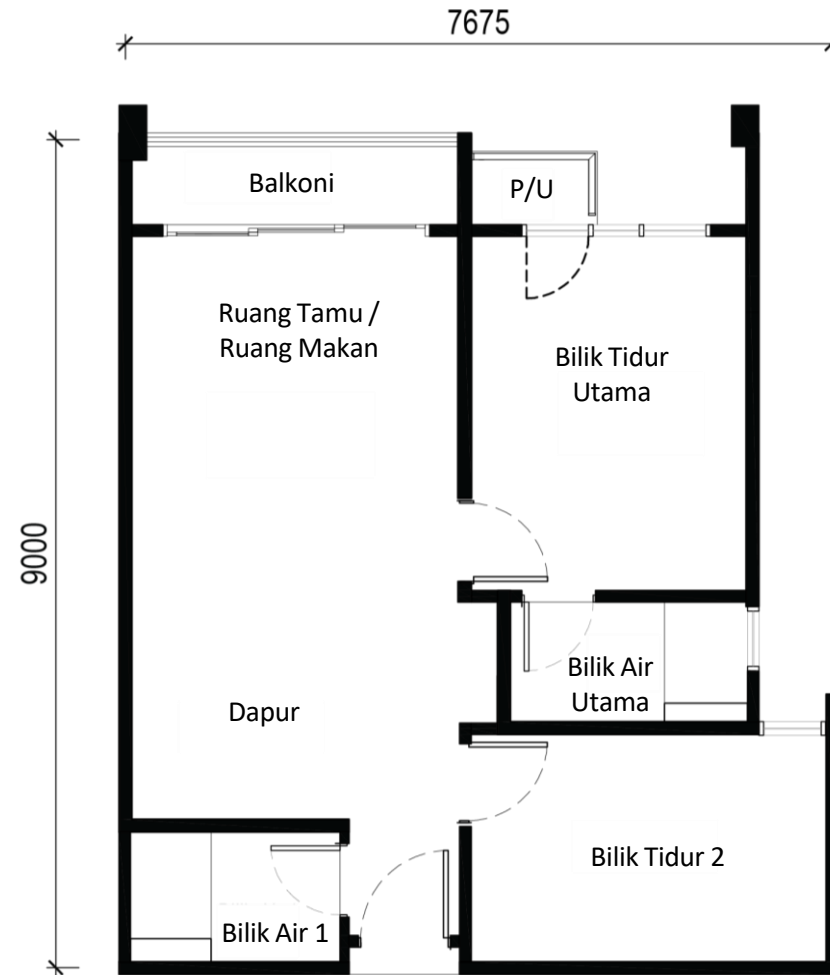 7675
Balkoni
P/U
Ruang Tamu /
Ruang Makan
Bilik Tidur
Utama
9000
Bilik Air
Utama
Dapur
Bilik Tidur 2
Bilik Air 1